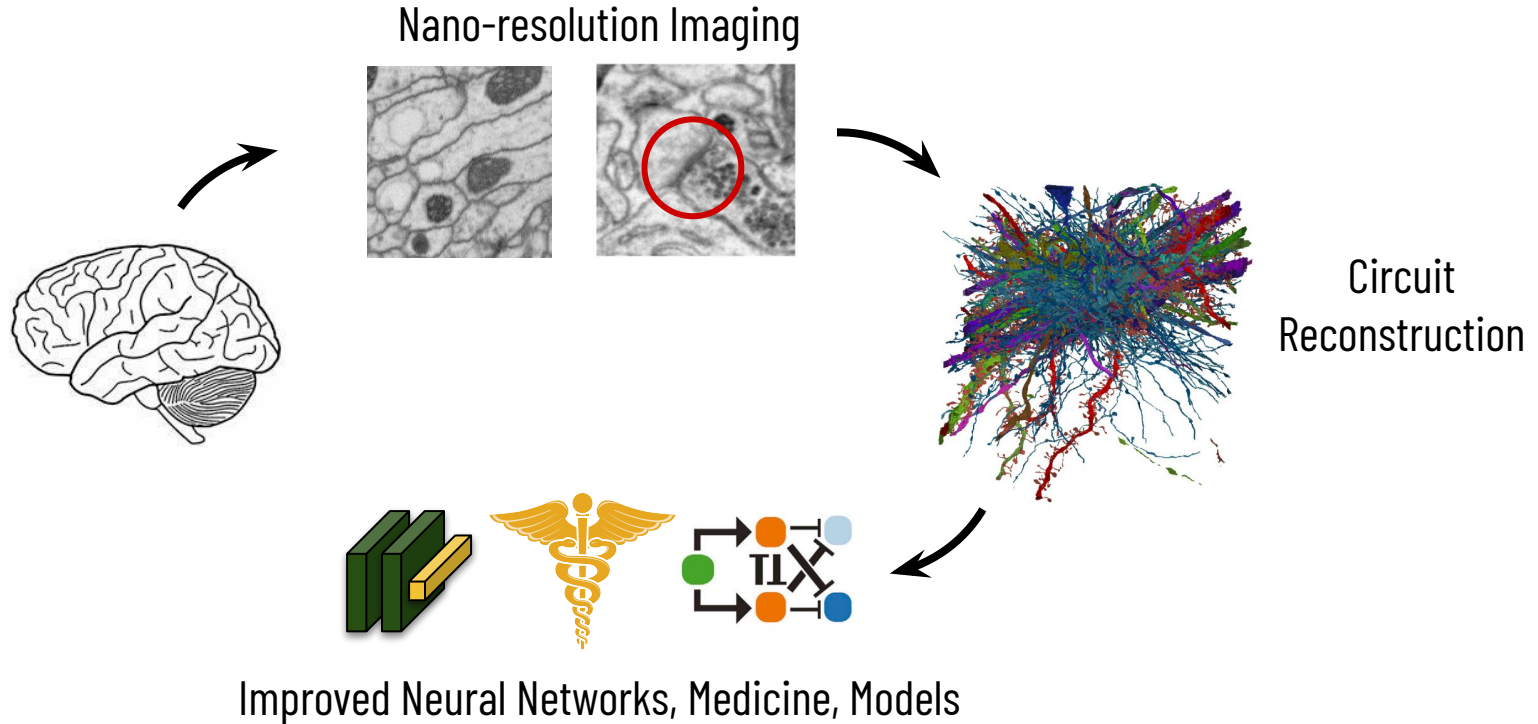 Nano-resolution Imaging
Circuit
Reconstruction
Improved Neural Networks, Medicine, Models